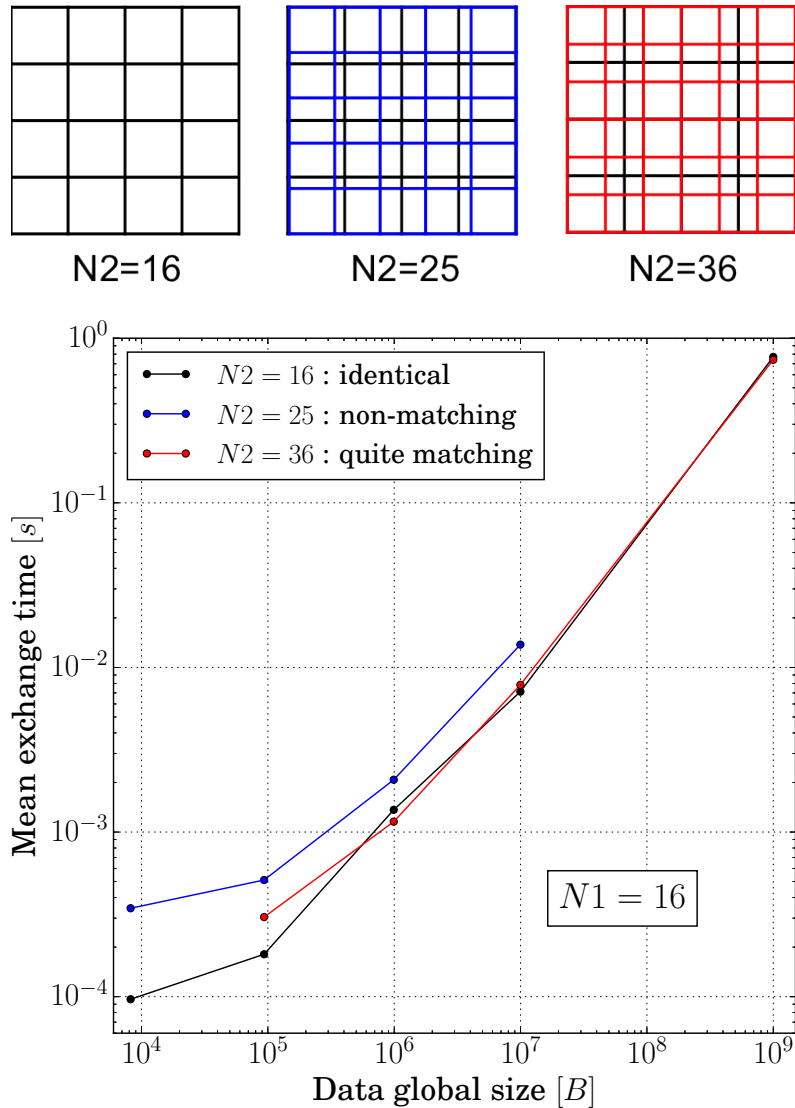 N2=16 N2=25 N2=36
N2 = 16 : identical
N2 = 25 : non-matching
N2 = 36 : quite matching
Mean exchange time [s]
10^0
10^-1
10^-2
10^-3
10^-4
N1 = 16
10^4 10^5 10^6 10^7 10^8 10^9
Data global size [B]